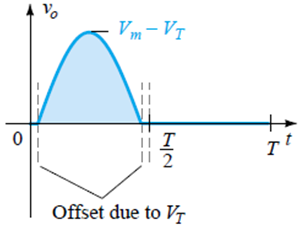 v_o
V_m − V_T
0
T/2
T
t
Offset due to V_T